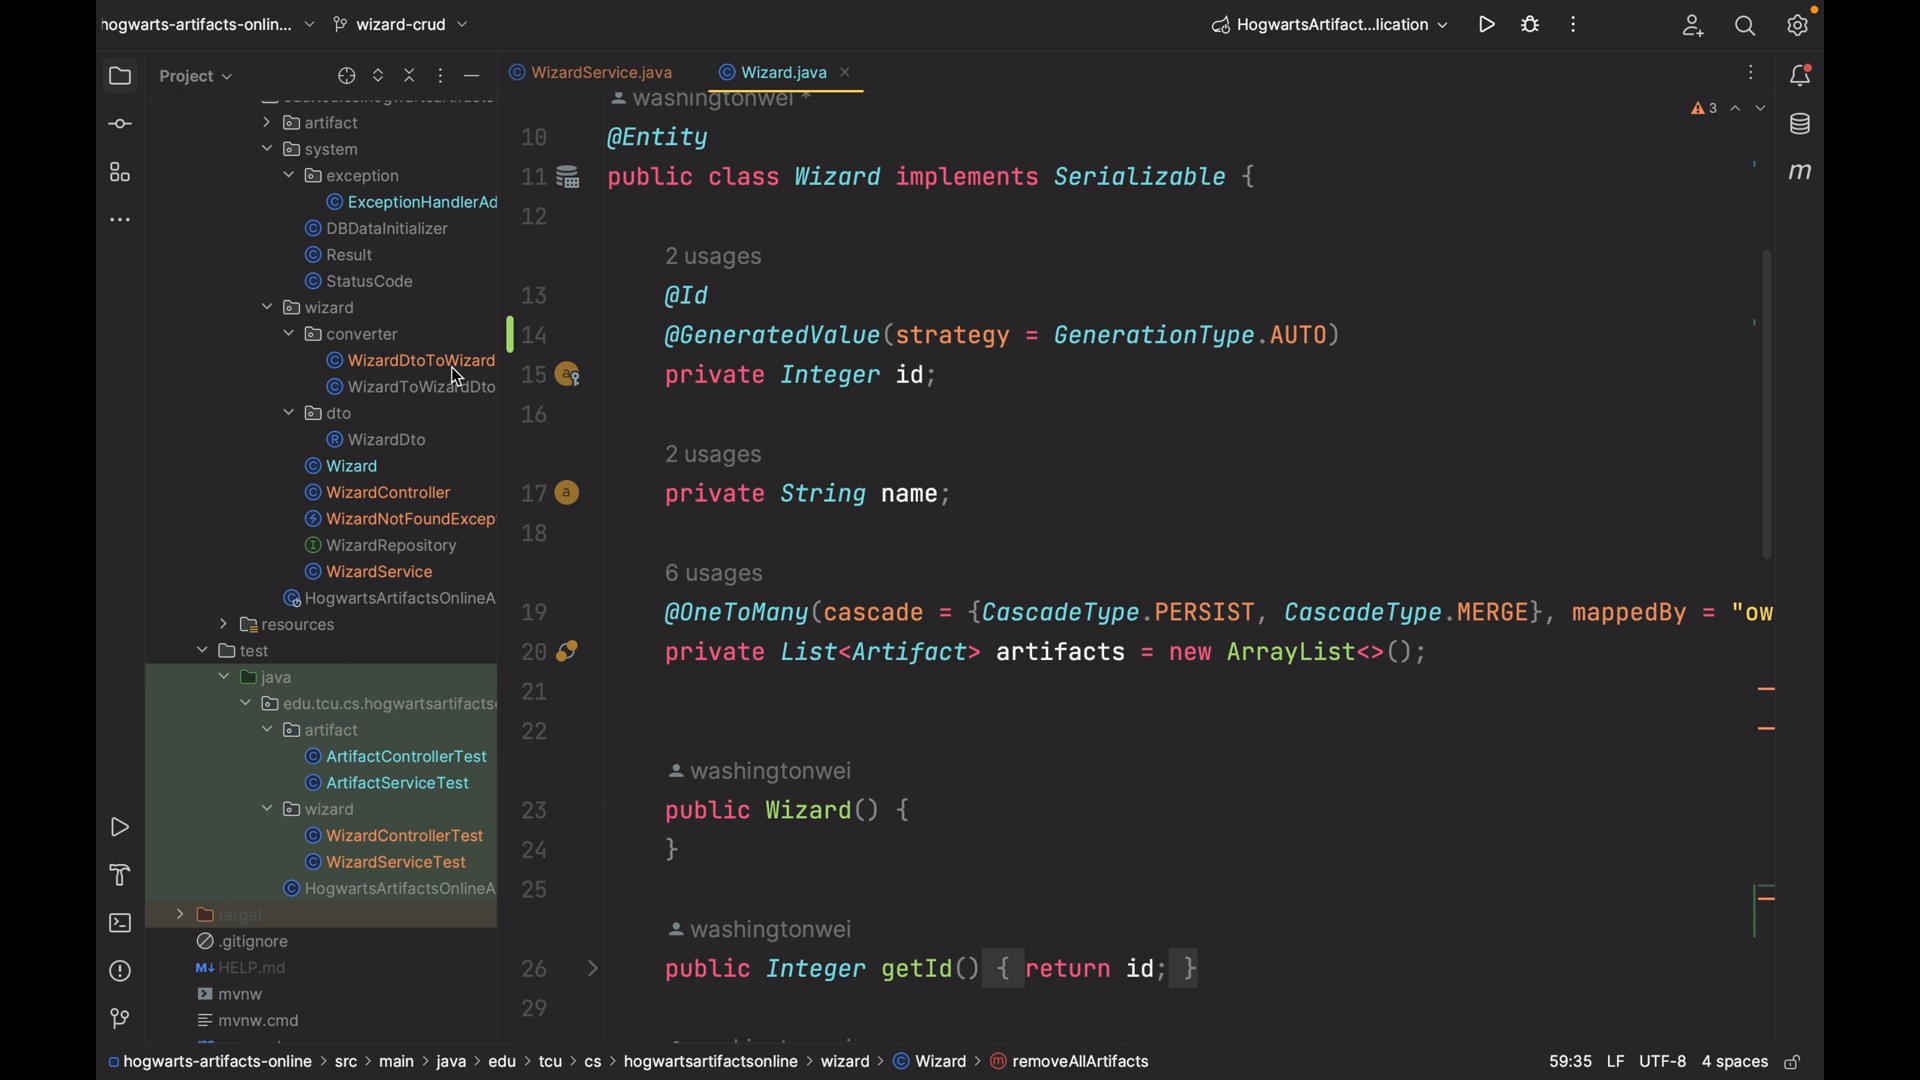 hogwarts-artifacts-onlin...
wizard-crud
HogwartsArtifact...lication
Project
artifact
system
exception
ExceptionHandlerAd
DBDataInitializer
Result
StatusCode
wizard
converter
WizardDtoToWizard
WizardToWizardDto
dto
WizardDto
Wizard
WizardController
WizardNotFoundExcep
WizardRepository
WizardService
HogwartsArtifactsOnlineA
resources
test
java
edu.tcu.cs.hogwartsartifacts
artifact
ArtifactControllerTest
ArtifactServiceTest
wizard
WizardControllerTest
WizardServiceTest
HogwartsArtifactsOnlineA
target
.gitignore
HELP.md
mvnw
mvnw.cmd
WizardService.java
Wizard.java
3
washingtonwei *
10 @Entity
11 public class Wizard implements Serializable {
12
2 usages
13 @Id
14 @GeneratedValue(strategy = GenerationType.AUTO)
15 private Integer id;
16
2 usages
17 private String name;
18
6 usages
19 @OneToMany(cascade = {CascadeType.PERSIST, CascadeType.MERGE}, mappedBy = "ow
20 private List<Artifact> artifacts = new ArrayList<>();
21
22
washingtonwei
23 public Wizard() {
24 }
25
washingtonwei
26 public Integer getId() { return id; }
29
hogwarts-artifacts-online > src > main > java > edu > tcu > cs > hogwartsartifactsonline > wizard > Wizard > removeAllArtifacts
59:35 LF UTF-8 4 spaces